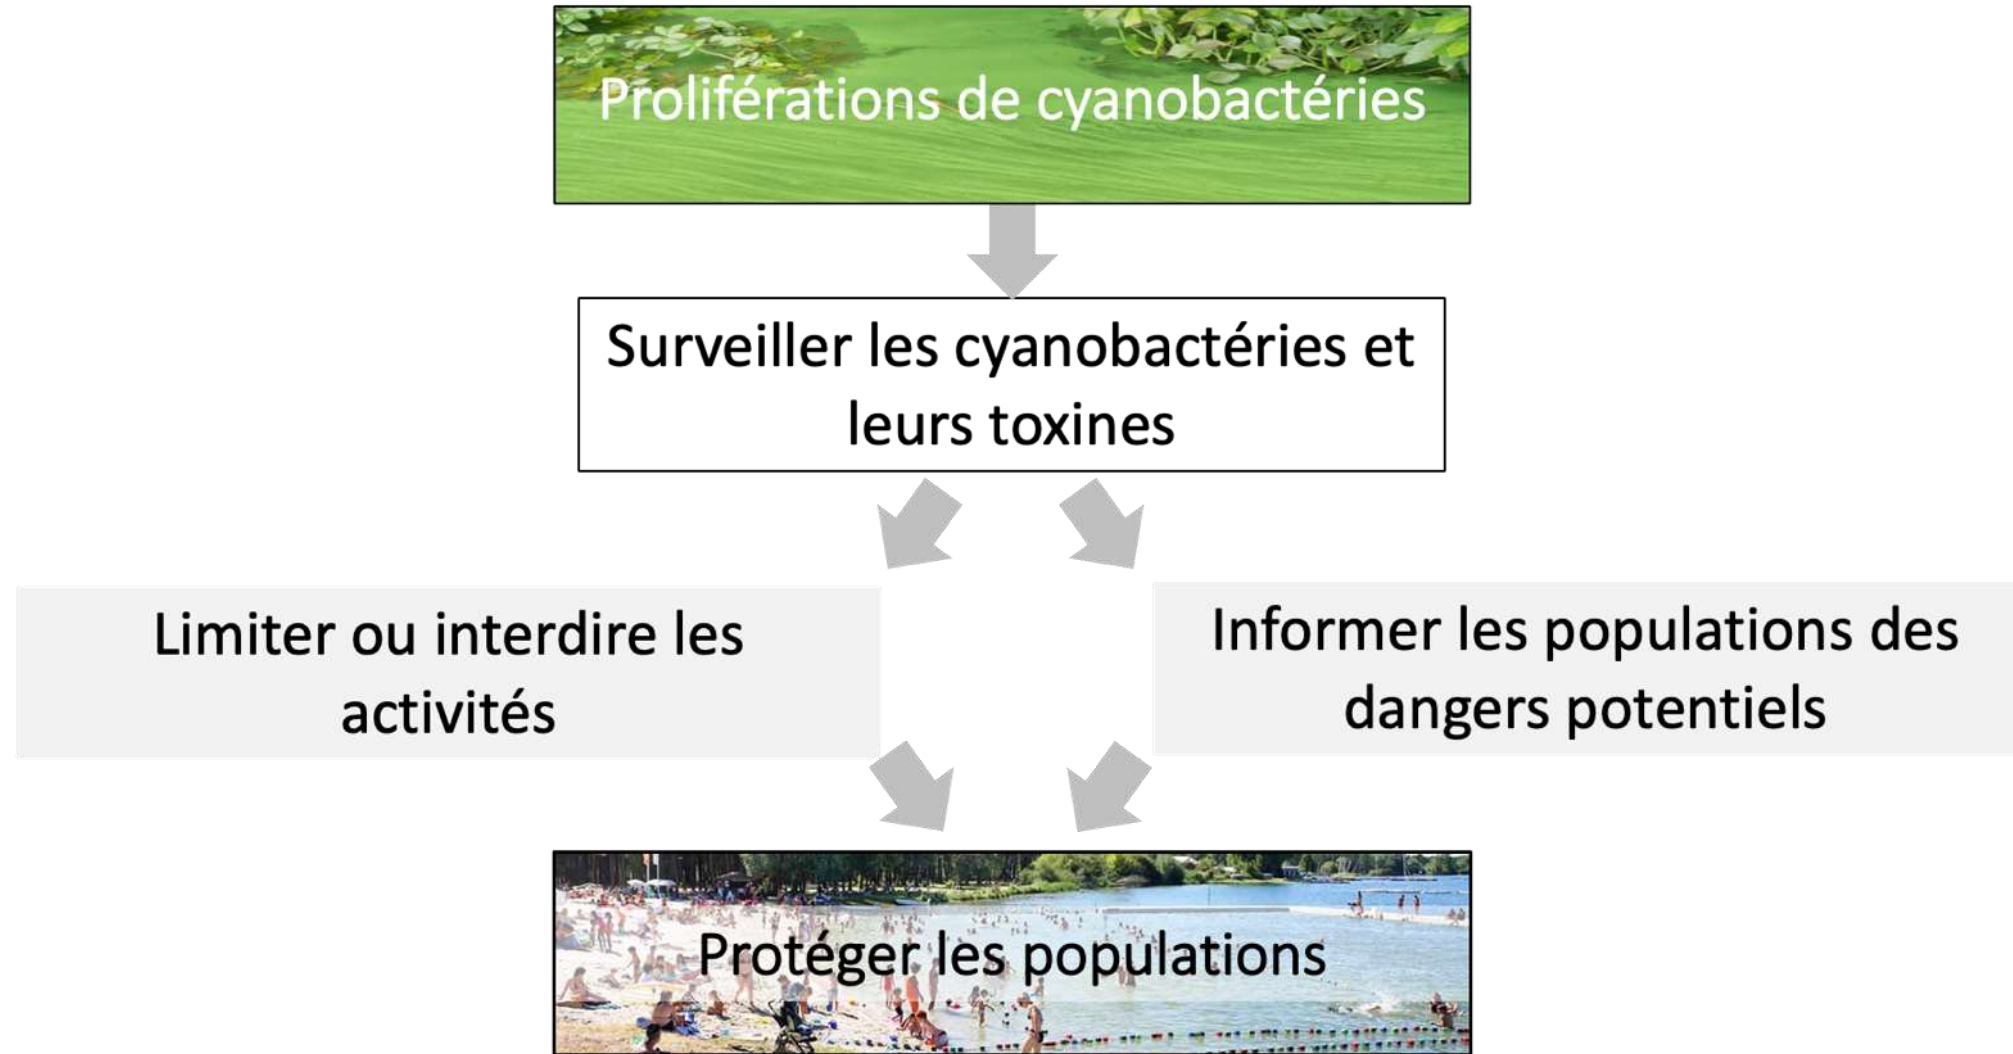 Proliférations de cyanobactéries
Surveiller les cyanobactéries et
leurs toxines
Limiter ou interdire les
activités
Informer les populations des
dangers potentiels
Protéger les populations